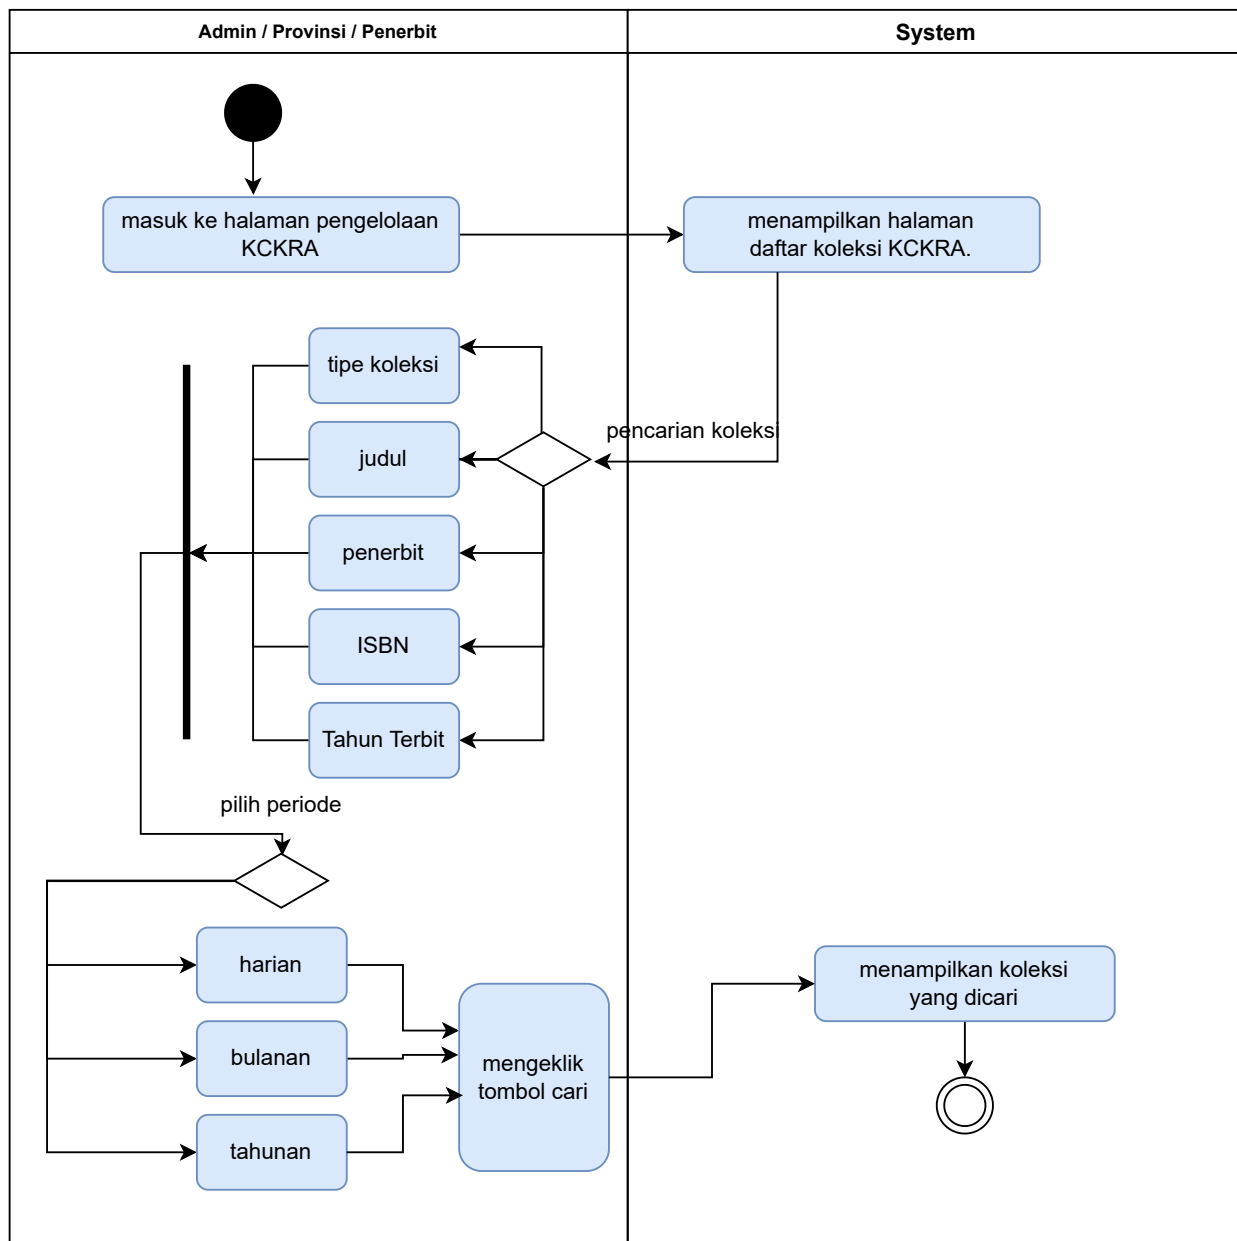 Admin / Provinsi / Penerbit
System
masuk ke halaman pengelolaan
KCKRA
menampilkan halaman
daftar koleksi KCKRA.
tipe koleksi
pencarian koleksi
judul
penerbit
ISBN
Tahun Terbit
pilih periode
harian
bulanan
tahunan
mengeklik
tombol cari
menampilkan koleksi
yang dicari